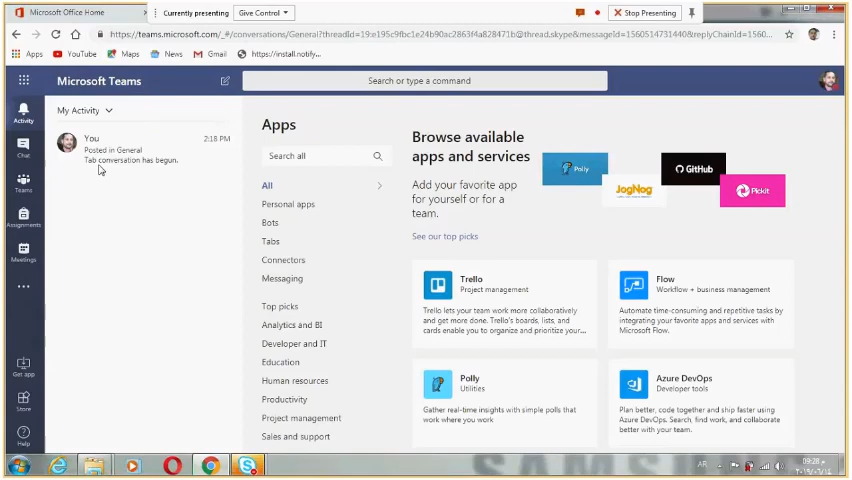 Microsoft Office Home
Currently presenting
Give Control
Stop Presenting
https://teams.microsoft.com/_#/conversations/General?threadId=19:e195c9fbc1e24b90ac2863f4a828471b@thread.skype&messageId=1560514731440&replyChainId=1560...
Apps
YouTube
Maps
News
Gmail
https://install.notify...
Microsoft Teams
Search or type a command
Activity
Chat
Teams
Assignments
Meetings
Get app
Store
Help
My Activity
You
2:18 PM
Posted in General
Tab conversation has begun.
Apps
Search all
All
Personal apps
Bots
Tabs
Connectors
Messaging
Top picks
Analytics and BI
Developer and IT
Education
Human resources
Productivity
Project management
Sales and support
Browse available
apps and services
Add your favorite app
for yourself or for a
team.
See our top picks
Polly
JogNog
GitHub
Pickit
Trello
Project management
Trello lets your team work more collaboratively
and get more done. Trello's boards, lists, and
cards enable you to organize and prioritize your...
Flow
Workflow + business management
Automate time-consuming and repetitive tasks by
integrating your favorite apps and services with
Microsoft Flow.
Polly
Utilities
Gather real-time insights with simple polls that
work where you work
Azure DevOps
Developer tools
Plan better, code together and ship faster using
Azure DevOps. Search, find work, and collaborate
better with your team.
SAMSUNG
AR
09:28 م